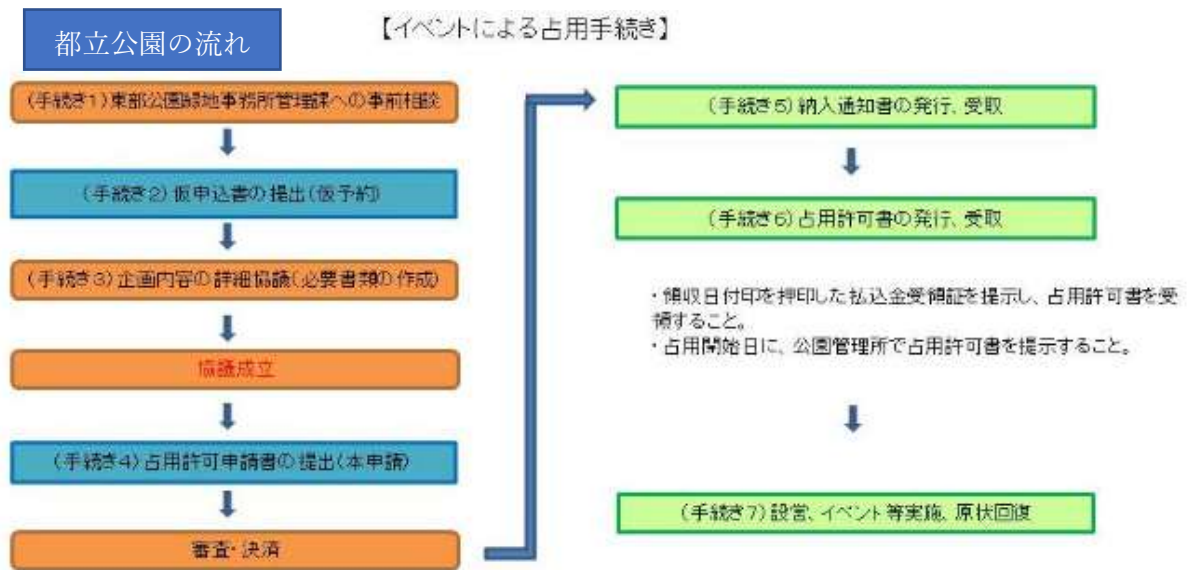 都立公園の流れ
【イベントによる占用手続き】
(手続き1)東部公園緑地事務所管理課への事前相談
(手続き2)仮申込書の提出(仮予約)
(手続き3)企画内容の詳細協議(必要書類の作成)
協議成立
(手続き4)占用許可申請書の提出(本申請)
審査・決済
(手続き5)納入通知書の発行、受取
(手続き6)占用許可書の発行、受取
・領収日付印を押印した払込金受領証を提示し、占用許可書を受
領すること。
・占用開始日に、公園管理所で占用許可書を提示すること。
(手続き7)設営、イベント等実施、原状回復